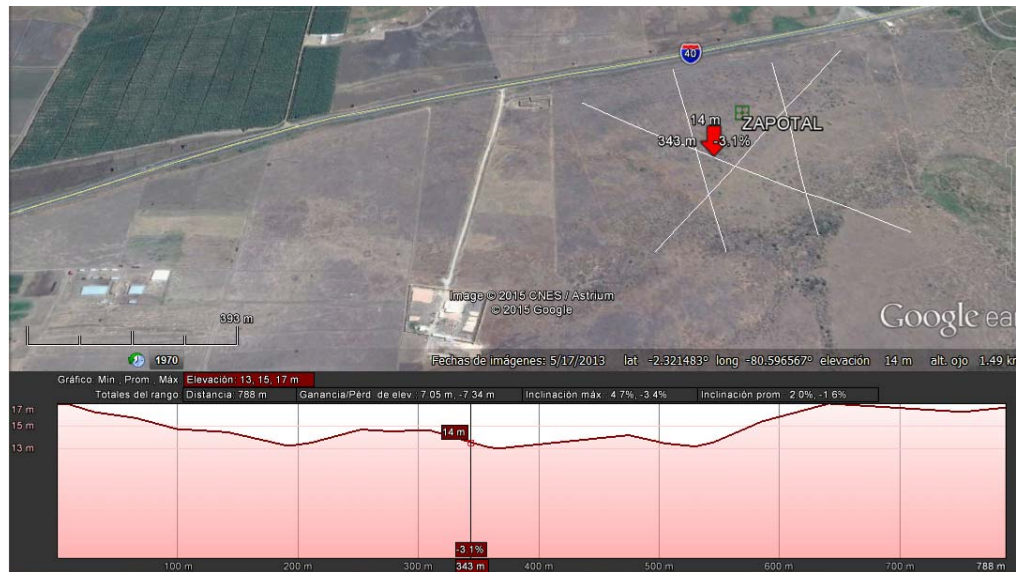 40
14 m
ZAPOTAL
343 m -3.1%
Image © 2015 CNES / Astrium
© 2015 Google
Google ear
393 m
1970
Fechas de imágenes: 5/17/2013 lat -2.321483° long -80.596567° elevación 14 m alt. ojo 1.49 km
Gráfico: Mín., Prom., Máx Elevación: 13, 15, 17 m
Totales del rango: Distancia: 788 m Ganancia/Pérd. de elev.: 7.05 m, -7.34 m Inclinación máx.: 4.7%, -3.4% Inclinación prom.: 2.0%, -1.6%
17 m
15 m
14 m
13 m
-3.1%
100 m 200 m 300 m 343 m 400 m 500 m 600 m 700 m 788 m